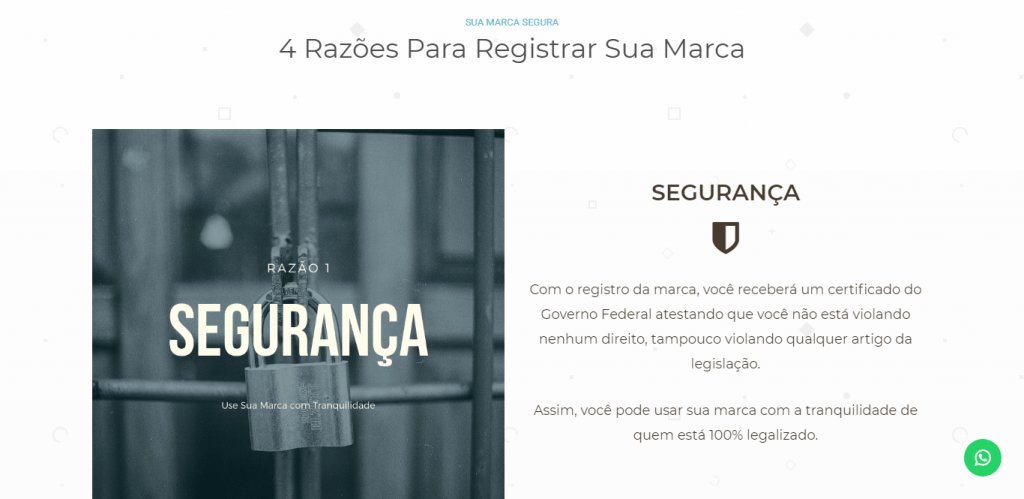 SUA MARCA SEGURA
4 Razões Para Registrar Sua Marca
RAZÃO 1
SEGURANÇA
Use Sua Marca com Tranquilidade
SEGURANÇA
Com o registro da marca, você receberá um certificado do
Governo Federal atestando que você não está violando
nenhum direito, tampouco violando qualquer artigo da
legislação.
Assim, você pode usar sua marca com a tranquilidade de
quem está 100% legalizado.